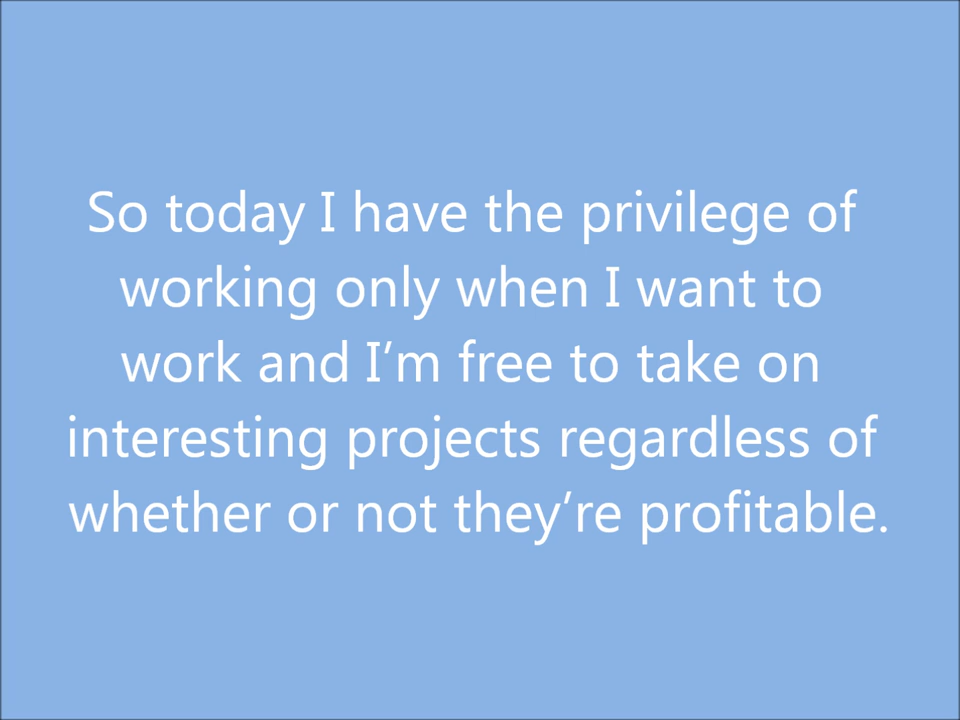 So today I have the privilege of
working only when I want to
work and I’m free to take on
interesting projects regardless of
whether or not they’re profitable.